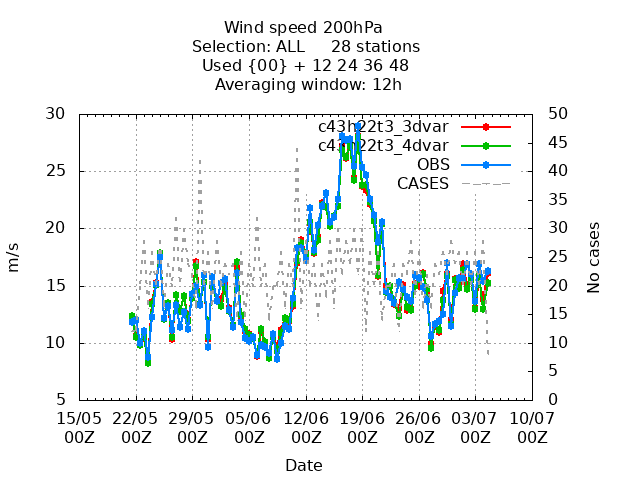 Wind speed 200hPa
Selection: ALL 28 stations
Used {00} + 12 24 36 48
Averaging window: 12h
c43h22t3_3dvar
c43h22t3_4dvar
OBS
CASES
30
25
20
15
10
5
m/s
50
45
40
35
30
25
20
15
10
5
0
No cases
15/05 22/05 29/05 05/06 12/06 19/06 26/06 03/07 10/07
00Z 00Z 00Z 00Z 00Z 00Z 00Z 00Z 00Z
Date